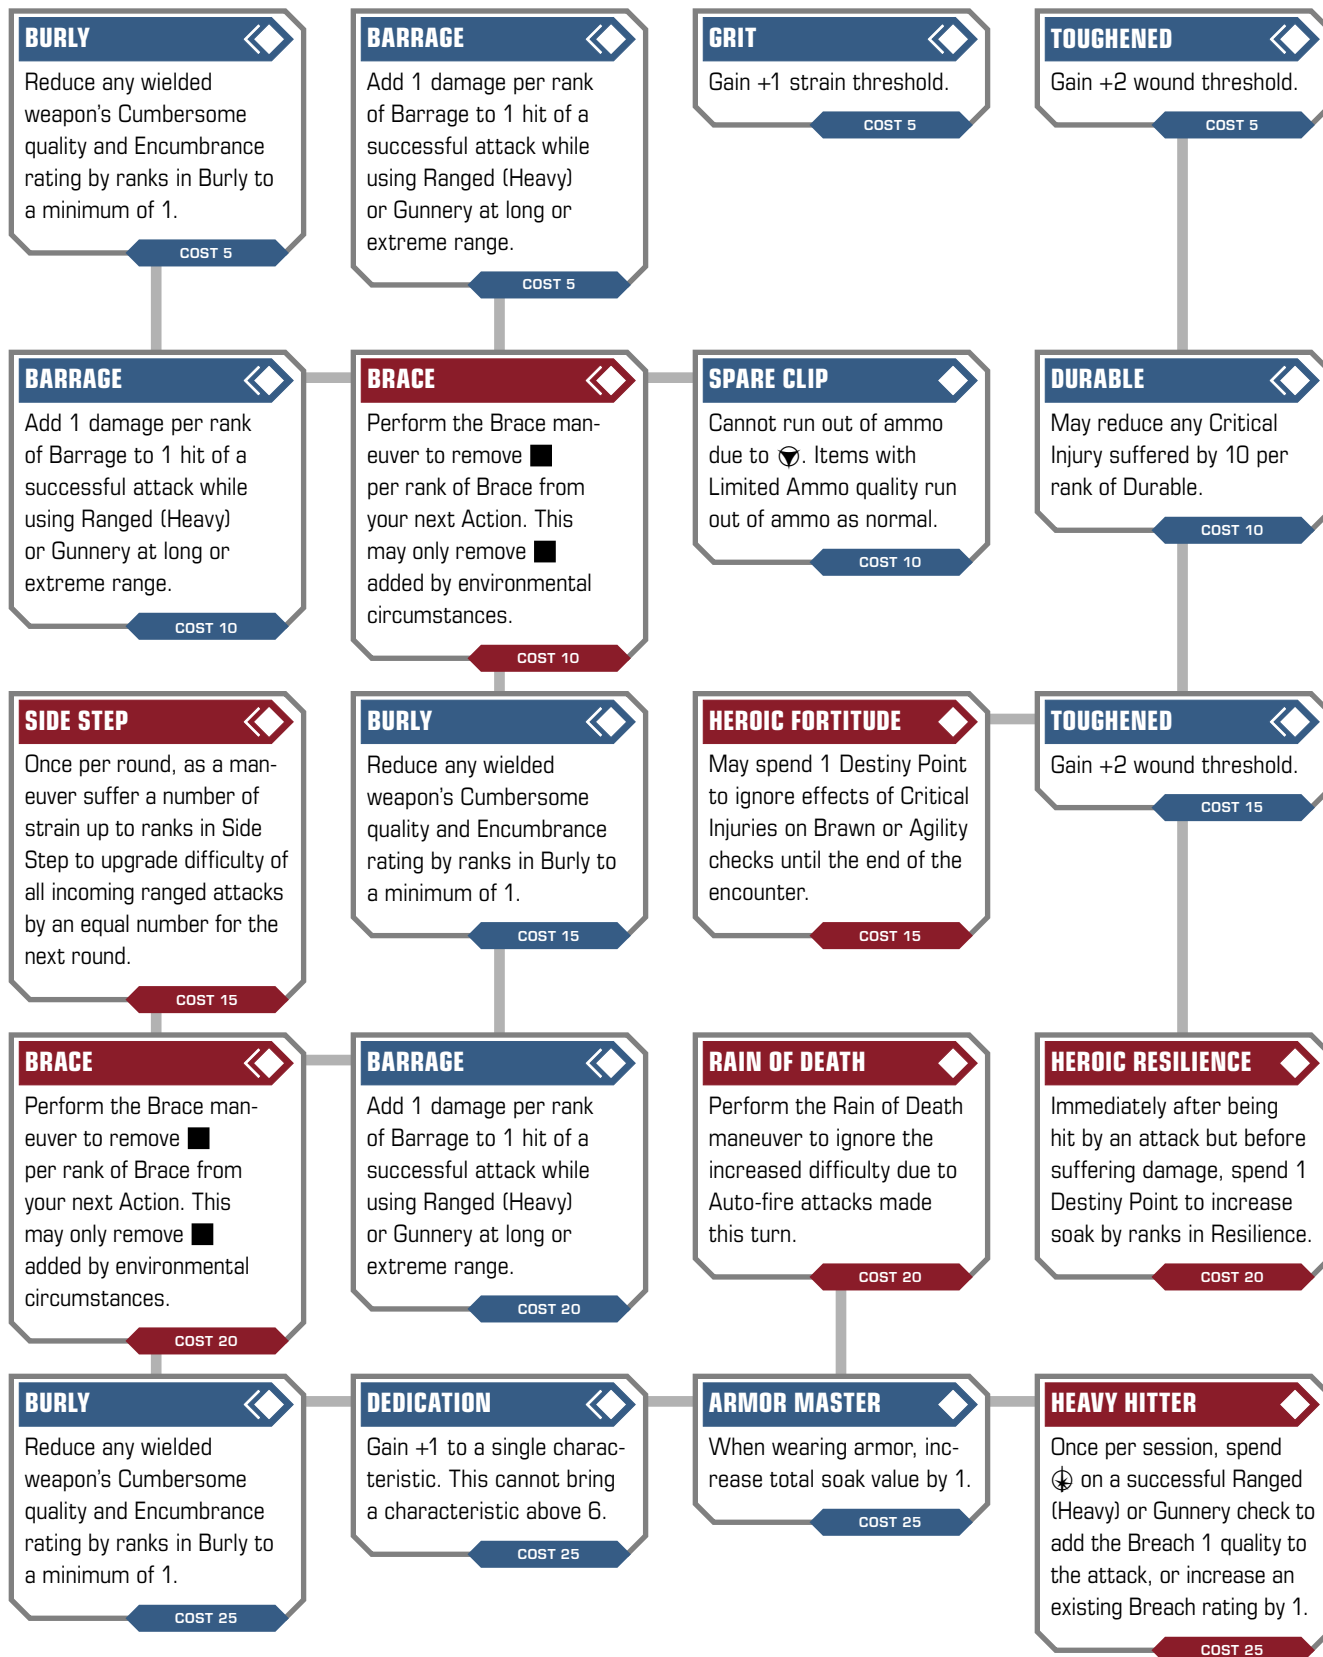 BURLY
Reduce any wielded
weapon's Cumbersome
quality and Encumbrance
rating by ranks in Burly to
a minimum of 1.
COST 5
BARRAGE
Add 1 damage per rank
of Barrage to 1 hit of a
successful attack while
using Ranged (Heavy)
or Gunnery at long or
extreme range.
COST 5
GRIT
Gain +1 strain threshold.
COST 5
TOUGHENED
Gain +2 wound threshold.
COST 5
BARRAGE
Add 1 damage per rank
of Barrage to 1 hit of a
successful attack while
using Ranged (Heavy)
or Gunnery at long or
extreme range.
COST 10
BRACE
Perform the Brace man-
euver to remove
per rank of Brace from
your next Action. This
may only remove
added by environmental
circumstances.
COST 10
SPARE CLIP
Cannot run out of ammo
due to . Items with
Limited Ammo quality run
out of ammo as normal.
COST 10
DURABLE
May reduce any Critical
Injury suffered by 10 per
rank of Durable.
COST 10
SIDE STEP
Once per round, as a man-
euver suffer a number of
strain up to ranks in Side
Step to upgrade difficulty of
all incoming ranged attacks
by an equal number for the
next round.
COST 15
BURLY
Reduce any wielded
weapon's Cumbersome
quality and Encumbrance
rating by ranks in Burly to
a minimum of 1.
COST 15
HEROIC FORTITUDE
May spend 1 Destiny Point
to ignore effects of Critical
Injuries on Brawn or Agility
checks until the end of the
encounter.
COST 15
TOUGHENED
Gain +2 wound threshold.
COST 15
BRACE
Perform the Brace man-
euver to remove
per rank of Brace from
your next Action. This
may only remove
added by environmental
circumstances.
COST 20
BARRAGE
Add 1 damage per rank
of Barrage to 1 hit of a
successful attack while
using Ranged (Heavy)
or Gunnery at long or
extreme range.
COST 20
RAIN OF DEATH
Perform the Rain of Death
maneuver to ignore the
increased difficulty due to
Auto-fire attacks made
this turn.
COST 20
HEROIC RESILIENCE
Immediately after being
hit by an attack but before
suffering damage, spend 1
Destiny Point to increase
soak by ranks in Resilience.
COST 20
BURLY
Reduce any wielded
weapon's Cumbersome
quality and Encumbrance
rating by ranks in Burly to
a minimum of 1.
COST 25
DEDICATION
Gain +1 to a single charac-
teristic. This cannot bring
a characteristic above 6.
COST 25
ARMOR MASTER
When wearing armor, inc-
rease total soak value by 1.
COST 25
HEAVY HITTER
Once per session, spend
on a successful Ranged
(Heavy) or Gunnery check to
add the Breach 1 quality to
the attack, or increase an
existing Breach rating by 1.
COST 25